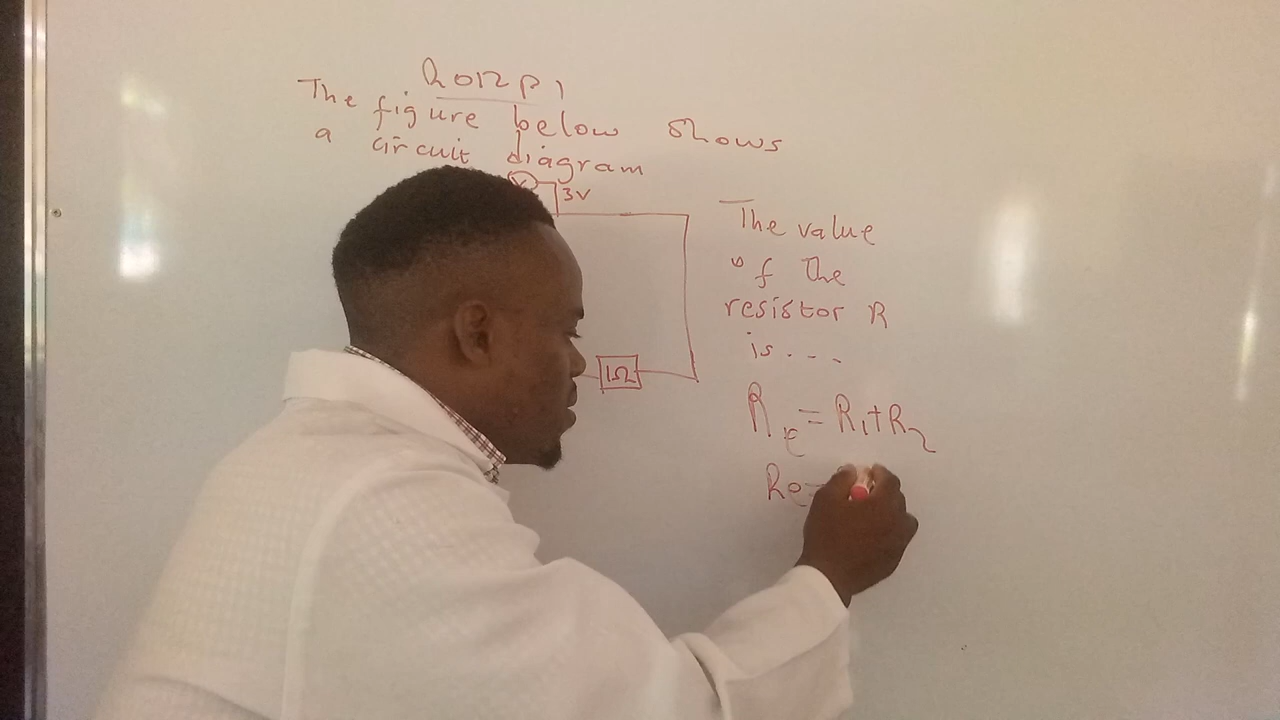 2012 P1
The figure below shows
a circuit diagram
V 3V
The value
of the
resistor R
is...
1Ω
Re = R1+R2
Re=